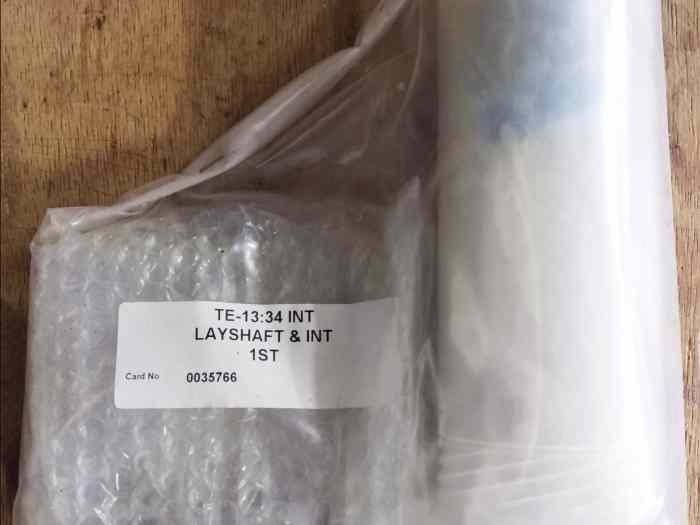 TE-13:34 INT
LAYSHAFT & INT
1ST
Card No 0035766